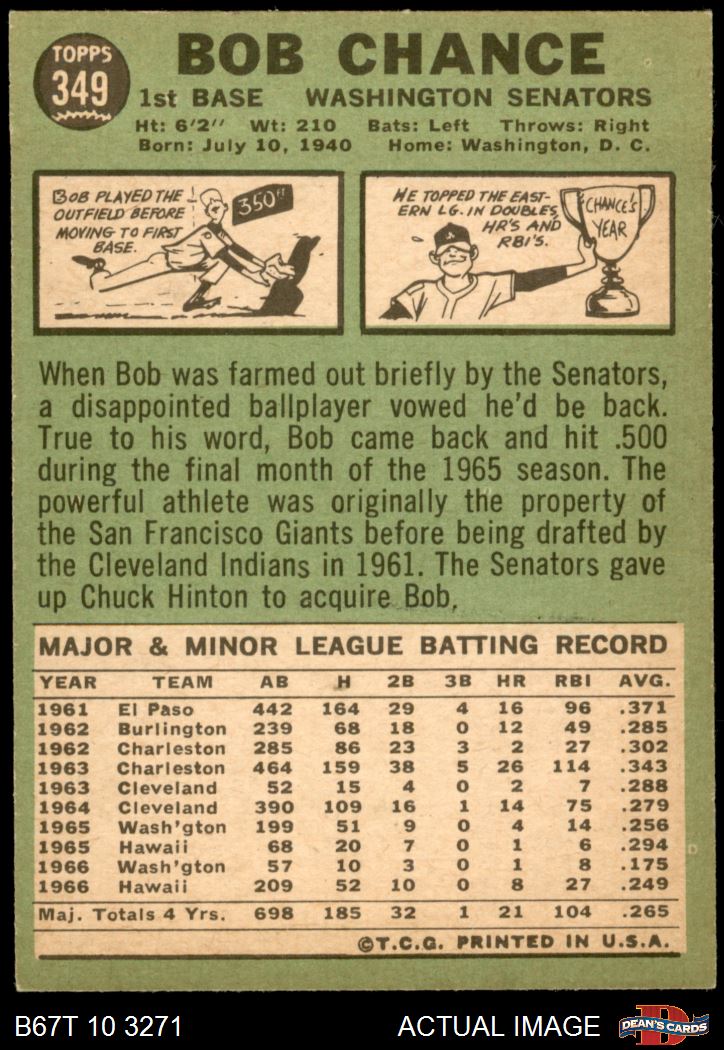 TOPPS
349
BOB CHANCE
1st BASE WASHINGTON SENATORS
Ht: 6'2" Wt: 210 Bats: Left Throws: Right
Born: July 10, 1940 Home: Washington, D. C.
BOB PLAYED THE
OUTFIELD BEFORE
MOVING TO FIRST
BASE.
350FT
HE TOPPED THE EAST-
ERN LG. IN DOUBLES,
HR'S AND
RBI'S.
CHANCE'S
YEAR
When Bob was farmed out briefly by the Senators,
a disappointed ballplayer vowed he'd be back.
True to his word, Bob came back and hit .500
during the final month of the 1965 season. The
powerful athlete was originally the property of
the San Francisco Giants before being drafted by
the Cleveland Indians in 1961. The Senators gave
up Chuck Hinton to acquire Bob.
MAJOR & MINOR LEAGUE BATTING RECORD
YEAR TEAM AB H 2B 3B HR RBI AVG.
1961 El Paso 442 164 29 4 16 96 .371
1962 Burlington 239 68 18 0 12 49 .285
1962 Charleston 285 86 23 3 2 27 .302
1963 Charleston 464 159 38 5 26 114 .343
1963 Cleveland 52 15 4 0 2 7 .288
1964 Cleveland 390 109 16 1 14 75 .279
1965 Wash'gton 199 51 9 0 4 14 .256
1965 Hawaii 68 20 7 0 1 6 .294
1966 Wash'gton 57 10 3 0 1 8 .175
1966 Hawaii 209 52 10 0 8 27 .249
Maj. Totals 4 Yrs. 698 185 32 1 21 104 .265
©T.C.G. PRINTED IN U.S.A.
B67T 10 3271 ACTUAL IMAGE
D
DEAN'S CARDS